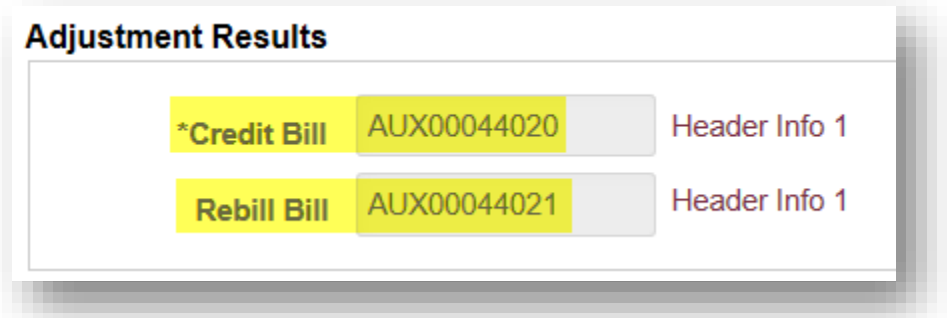 Adjustment Results
*Credit Bill AUX00044020 Header Info 1
Rebill Bill AUX00044021 Header Info 1